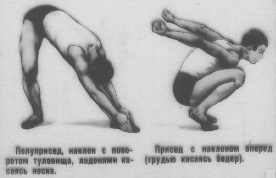 Полуприсед, наклон с пово-
ротом туловища, ладонями ка-
саясь носка.
Присед с наклоном вперед
(грудью касаясь бедер).